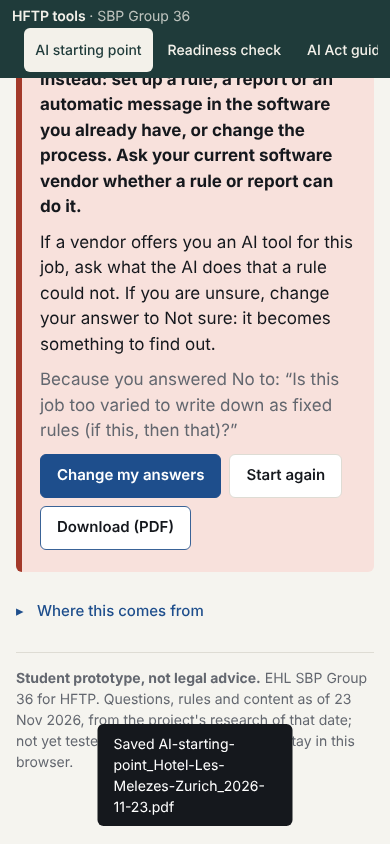 HFTP tools · SBP Group 36
AI starting point Readiness check AI Act guid
instead: set up a rule, a report or an
automatic message in the software
you already have, or change the
process. Ask your current software
vendor whether a rule or report can
do it.
If a vendor offers you an AI tool for this
job, ask what the AI does that a rule
could not. If you are unsure, change
your answer to Not sure: it becomes
something to find out.
Because you answered No to: “Is this
job too varied to write down as fixed
rules (if this, then that)?”
Change my answers Start again
Download (PDF)
▸ Where this comes from
Student prototype, not legal advice. EHL SBP Group
36 for HFTP. Questions, rules and content as of 23
Nov 2026, from the project's research of that date;
not yet teste tay in this
browser.
Saved AI-starting-
point_Hotel-Les-
Melezes-Zurich_2026-
11-23.pdf